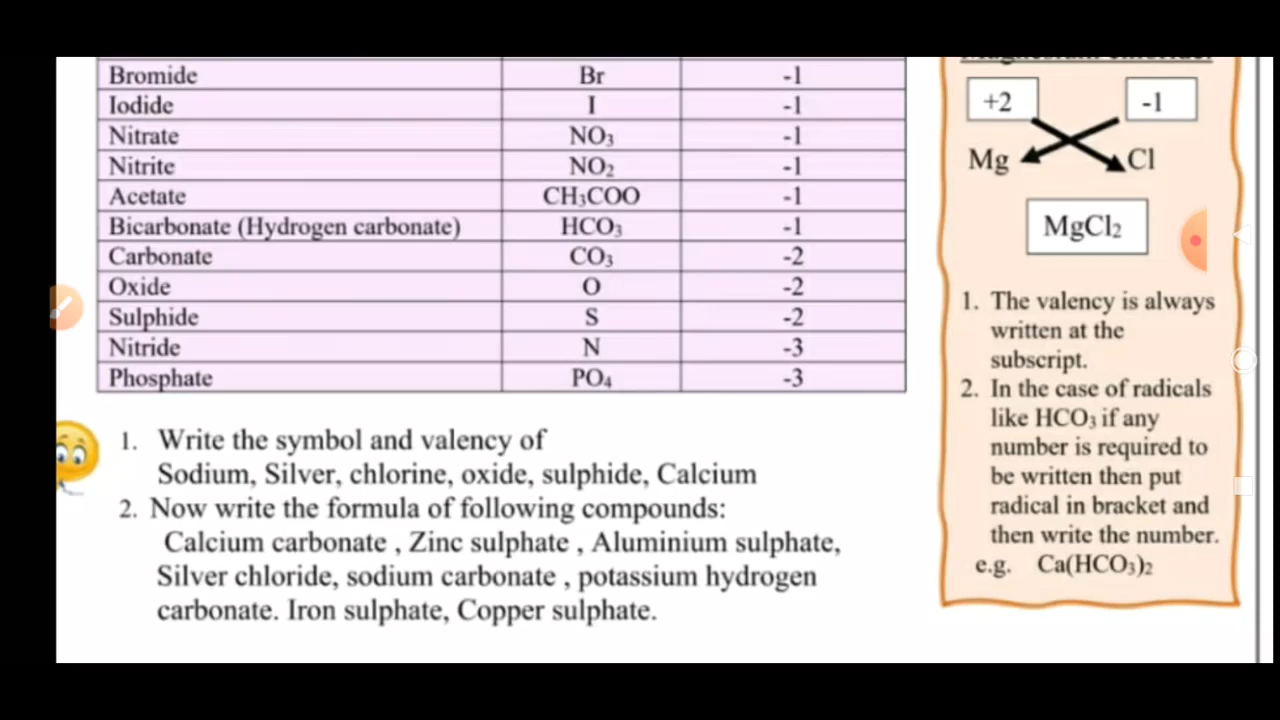 Bromide Br -1
Iodide I -1
Nitrate NO₃ -1
Nitrite NO₂ -1
Acetate CH₃COO -1
Bicarbonate (Hydrogen carbonate) HCO₃ -1
Carbonate CO₃ -2
Oxide O -2
Sulphide S -2
Nitride N -3
Phosphate PO₄ -3
1. Write the symbol and valency of
Sodium, Silver, chlorine, oxide, sulphide, Calcium
2. Now write the formula of following compounds:
Calcium carbonate , Zinc sulphate , Aluminium sulphate,
Silver chloride, sodium carbonate , potassium hydrogen
carbonate. Iron sulphate, Copper sulphate.
+2 -1
Mg Cl
MgCl₂
1. The valency is always
written at the
subscript.
2. In the case of radicals
like HCO₃ if any
number is required to
be written then put
radical in bracket and
then write the number.
e.g. Ca(HCO₃)₂